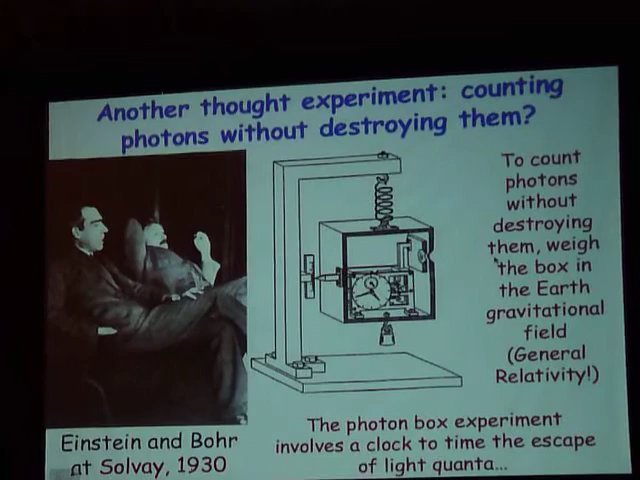 Another thought experiment: counting
photons without destroying them?
To count
photons
without
destroying
them, weigh
the box in
the Earth
gravitational
field
(General
Relativity!)
Einstein and Bohr
at Solvay, 1930
The photon box experiment
involves a clock to time the escape
of light quanta...